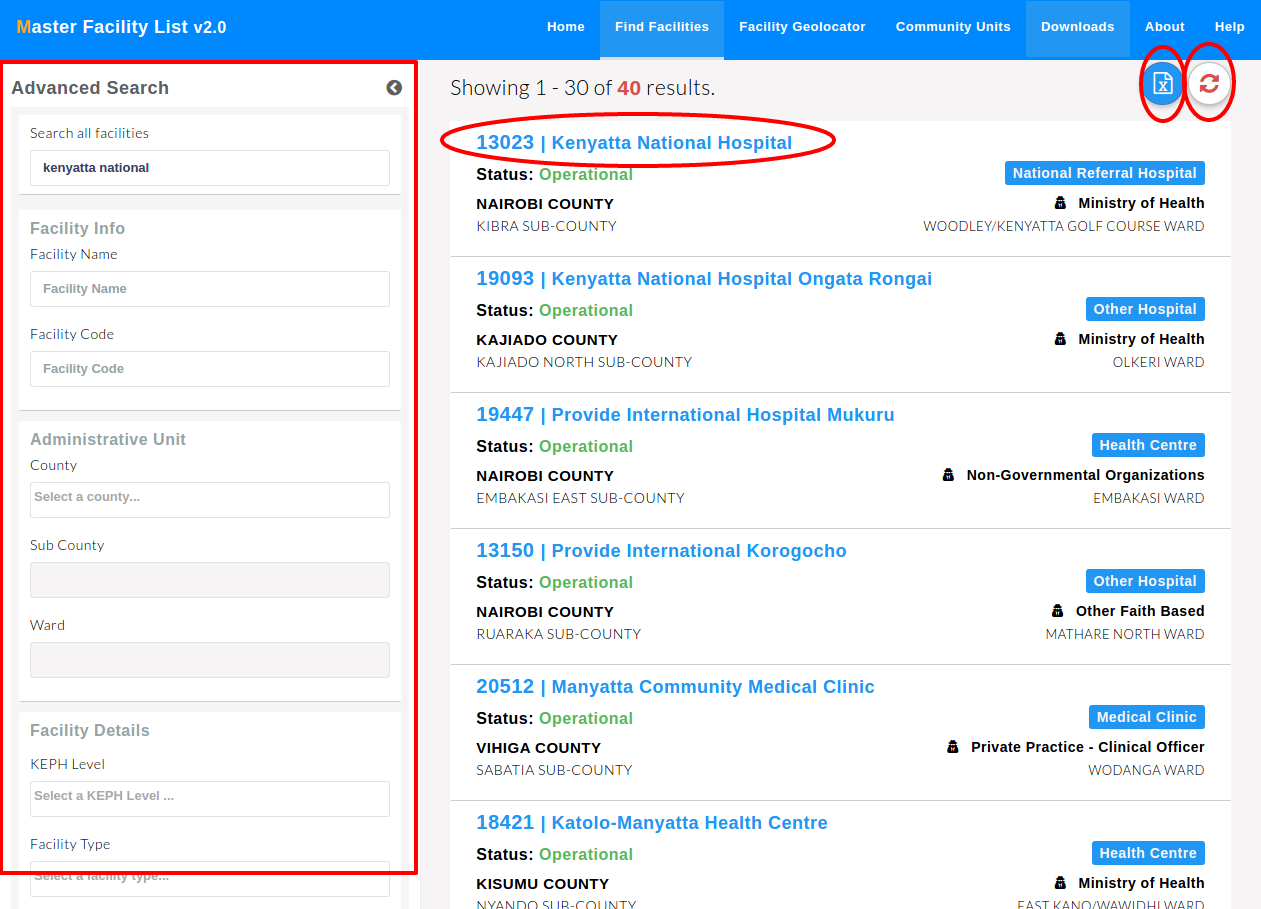 Master Facility List v2.0
Home Find Facilities Facility Geolocator Community Units Downloads About Help
Advanced Search
Search all facilities
kenyatta national
Facility Info
Facility Name
Facility Name
Facility Code
Facility Code
Administrative Unit
County
Select a county...
Sub County
Ward
Facility Details
KEPH Level
Select a KEPH Level ...
Facility Type
Select a facility type...
Showing 1 - 30 of 40 results.
13023 | Kenyatta National Hospital
Status: Operational
National Referral Hospital
NAIROBI COUNTY
Ministry of Health
KIBRA SUB-COUNTY
WOODLEY/KENYATTA GOLF COURSE WARD
19093 | Kenyatta National Hospital Ongata Rongai
Status: Operational
Other Hospital
KAJIADO COUNTY
Ministry of Health
KAJIADO NORTH SUB-COUNTY
OLKERI WARD
19447 | Provide International Hospital Mukuru
Status: Operational
Health Centre
NAIROBI COUNTY
Non-Governmental Organizations
EMBAKASI EAST SUB-COUNTY
EMBAKASI WARD
13150 | Provide International Korogocho
Status: Operational
Other Hospital
NAIROBI COUNTY
Other Faith Based
RUARAKA SUB-COUNTY
MATHARE NORTH WARD
20512 | Manyatta Community Medical Clinic
Status: Operational
Medical Clinic
VIHIGA COUNTY
Private Practice - Clinical Officer
SABATIA SUB-COUNTY
WODANGA WARD
18421 | Katolo-Manyatta Health Centre
Status: Operational
Health Centre
KISUMU COUNTY
Ministry of Health
NYANDO SUB-COUNTY
EAST KANO/WAWIDHI WARD